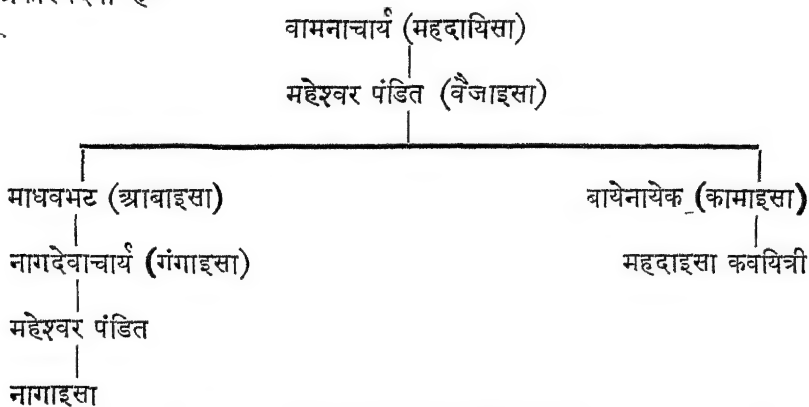 वामनाचार्य (महदायिसा)
महेश्वर पंडित (वैजाइसा)
माधवभट (आबाइसा) बायेनायेक (कामाइसा)
नागदेवाचार्य (गंगाइसा) महदाइसा कवयित्री
महेश्वर पंडित
नागाइसा